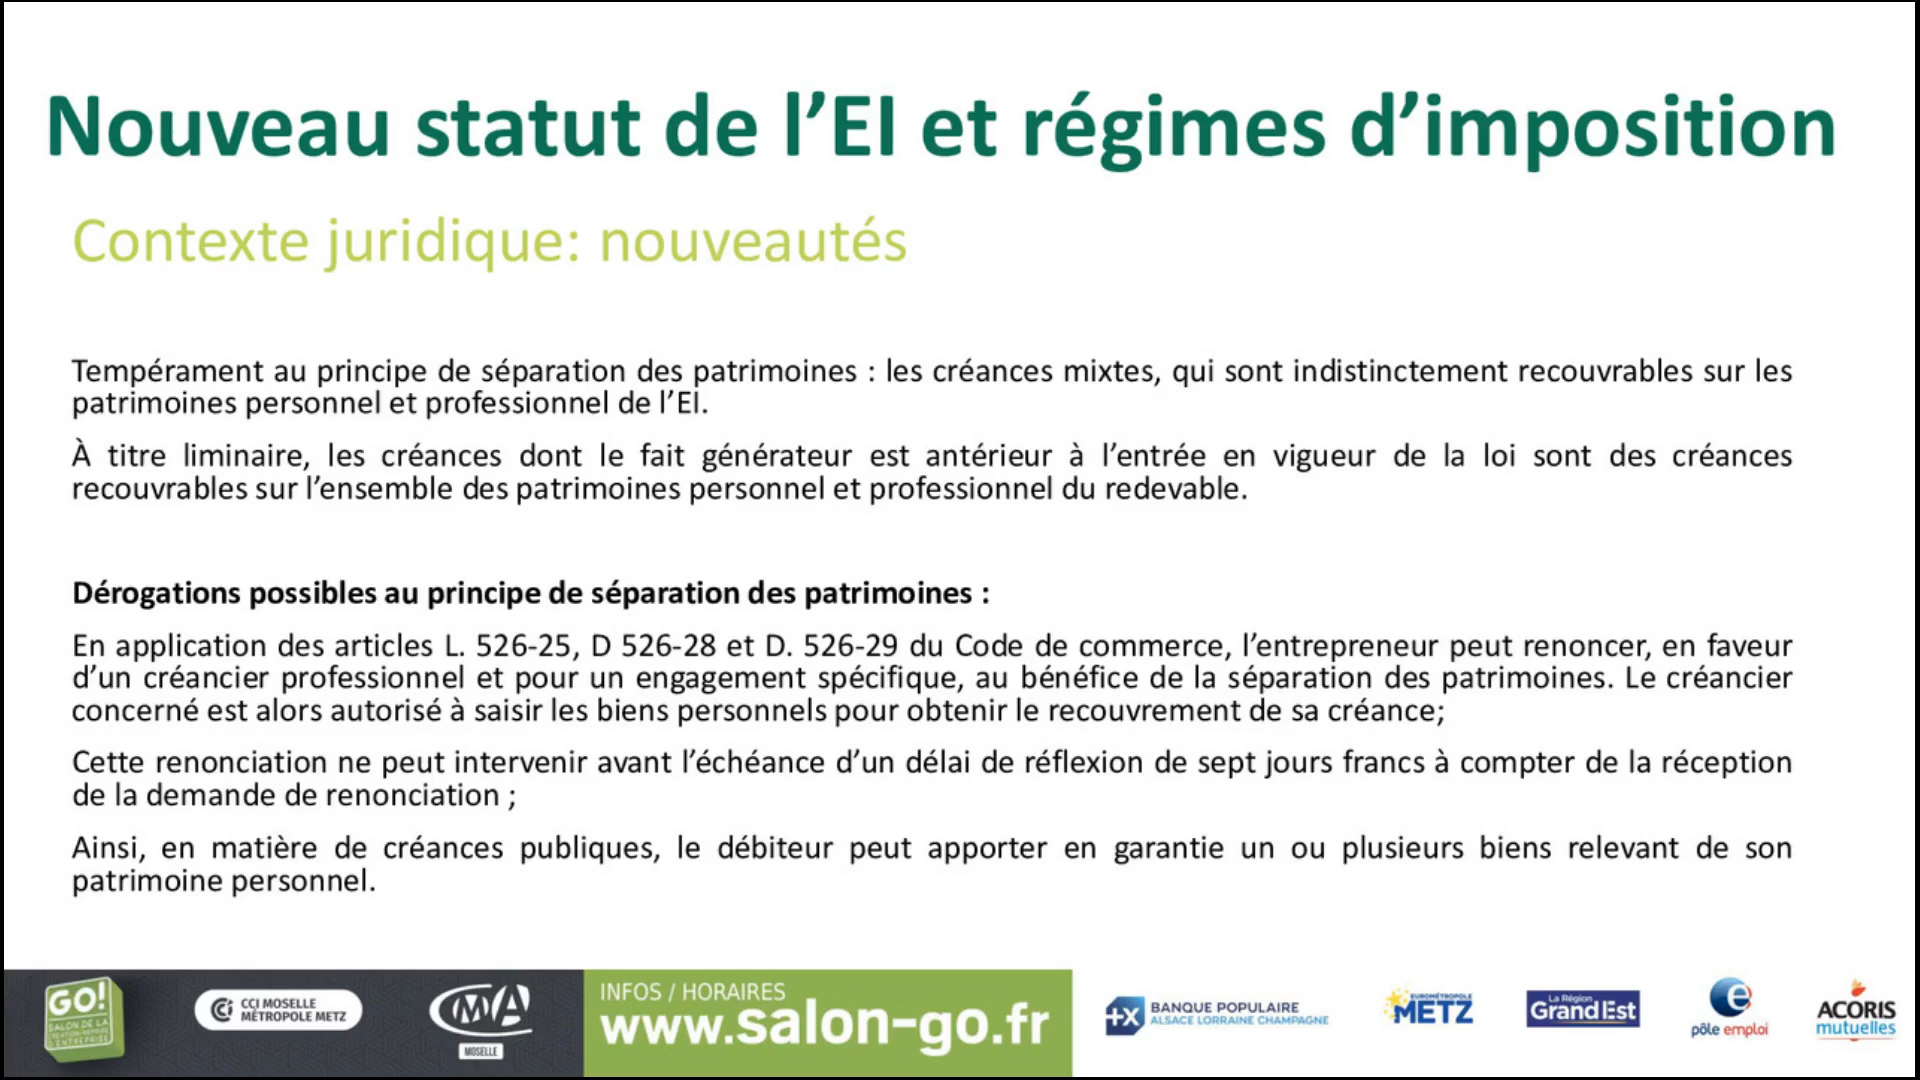 Nouveau statut de l’EI et régimes d’imposition
Contexte juridique: nouveautés
Tempérament au principe de séparation des patrimoines : les créances mixtes, qui sont indistinctement recouvrables sur les
patrimoines personnel et professionnel de l’EI.
À titre liminaire, les créances dont le fait générateur est antérieur à l’entrée en vigueur de la loi sont des créances
recouvrables sur l’ensemble des patrimoines personnel et professionnel du redevable.
Dérogations possibles au principe de séparation des patrimoines :
En application des articles L. 526-25, D 526-28 et D. 526-29 du Code de commerce, l’entrepreneur peut renoncer, en faveur
d’un créancier professionnel et pour un engagement spécifique, au bénéfice de la séparation des patrimoines. Le créancier
concerné est alors autorisé à saisir les biens personnels pour obtenir le recouvrement de sa créance;
Cette renonciation ne peut intervenir avant l’échéance d’un délai de réflexion de sept jours francs à compter de la réception
de la demande de renonciation ;
Ainsi, en matière de créances publiques, le débiteur peut apporter en garantie un ou plusieurs biens relevant de son
patrimoine personnel.
GO!
SALON DE LA
CRÉATION-REPRISE
D'ENTREPRISE
CCI MOSELLE
MÉTROPOLE METZ
CMA
MOSELLE
INFOS / HORAIRES
www.salon-go.fr
+X
BANQUE POPULAIRE
ALSACE LORRAINE CHAMPAGNE
EUROMÉTROPOLE
METZ
La Région
Grand Est
pôle emploi
ACORIS
mutuelles